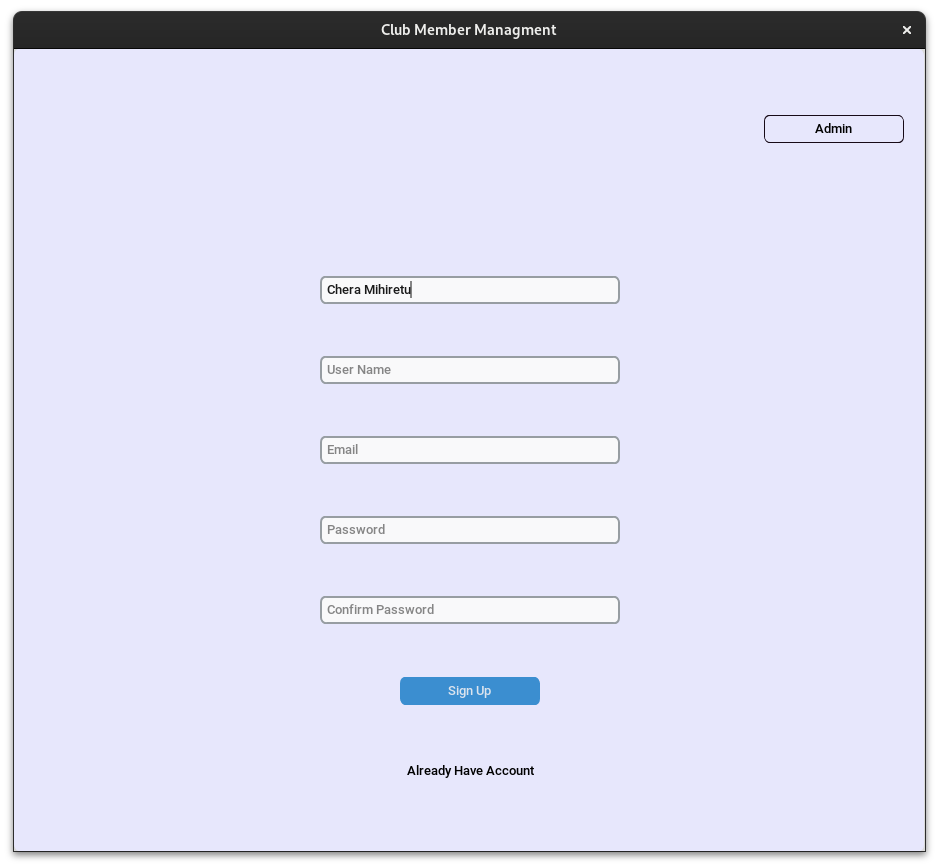 Club Member Managment
Admin
Chera Mihiretu
User Name
Email
Password
Confirm Password
Sign Up
Already Have Account